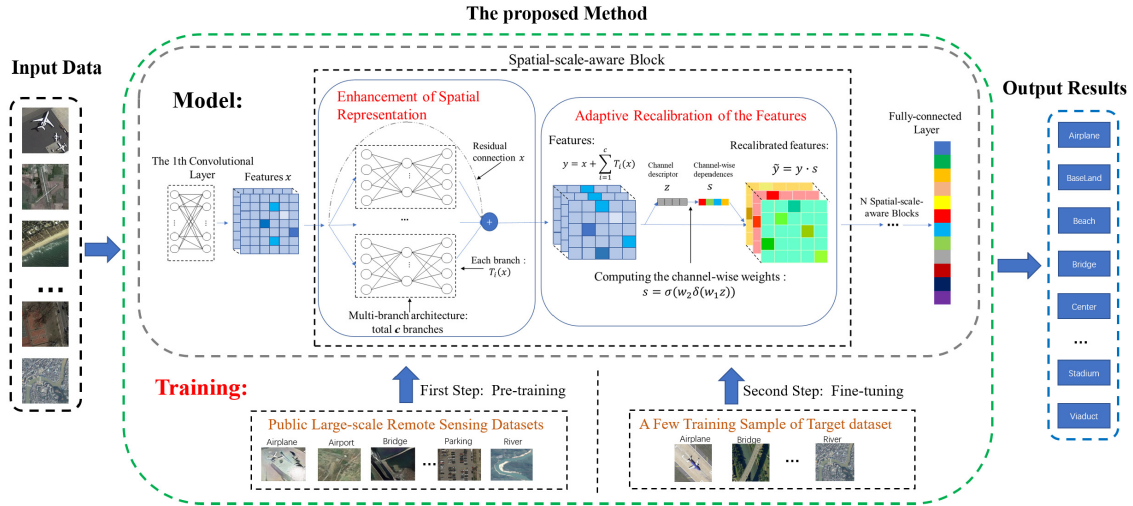 The proposed Method
Input Data
Model:
Spatial-scale-aware Block
Output Results
Enhancement of Spatial
Representation
Adaptive Recalibration of the Features
Fully-connected
Layer
The 1th Convolutional
Layer
Features x
Residual
connection x
...
Each branch :
T_i(x)
Multi-branch architecture:
total c branches
Features:
y = x + \sum_{i=1}^{c} T_i(x)
Channel
descriptor
z
Channel-wise
dependences
s
Recalibrated features:
ỹ = y · s
Computing the channel-wise weights :
s = σ(w_2δ(w_1z))
N Spatial-scale-
aware Blocks
...
Airplane
BaseLand
Beach
Bridge
Center
...
Stadium
Viaduct
...
Training:
First Step: Pre-training
Second Step: Fine-tuning
Public Large-scale Remote Sensing Datasets
Airplane Airport Bridge ... Parking River
A Few Training Sample of Target dataset
Airplane Bridge ... River